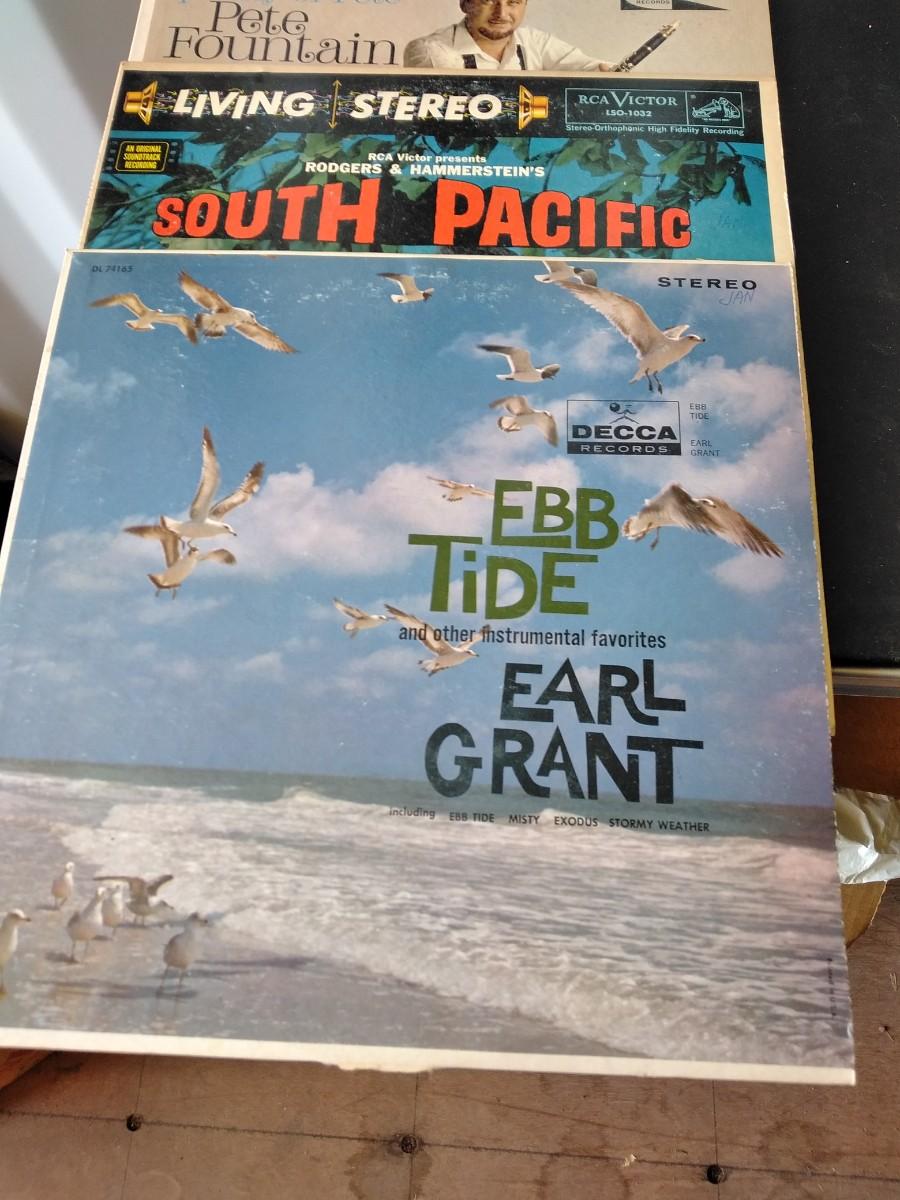 Pete
Fountain
RECORDS
LIVING STEREO
RCA VICTOR
LSO-1032
Stereo-Orthophonic High Fidelity Recording
AN ORIGINAL
SOUNDTRACK
RECORDING
RCA Victor presents
RODGERS & HAMMERSTEIN'S
SOUTH PACIFIC
DL 74165
STEREO
JAN
DECCA
RECORDS
EBB
TIDE
EARL
GRANT
EBB
TiDE
and other instrumental favorites
EARL
GRANT
including EBB TIDE MISTY EXODUS STORMY WEATHER